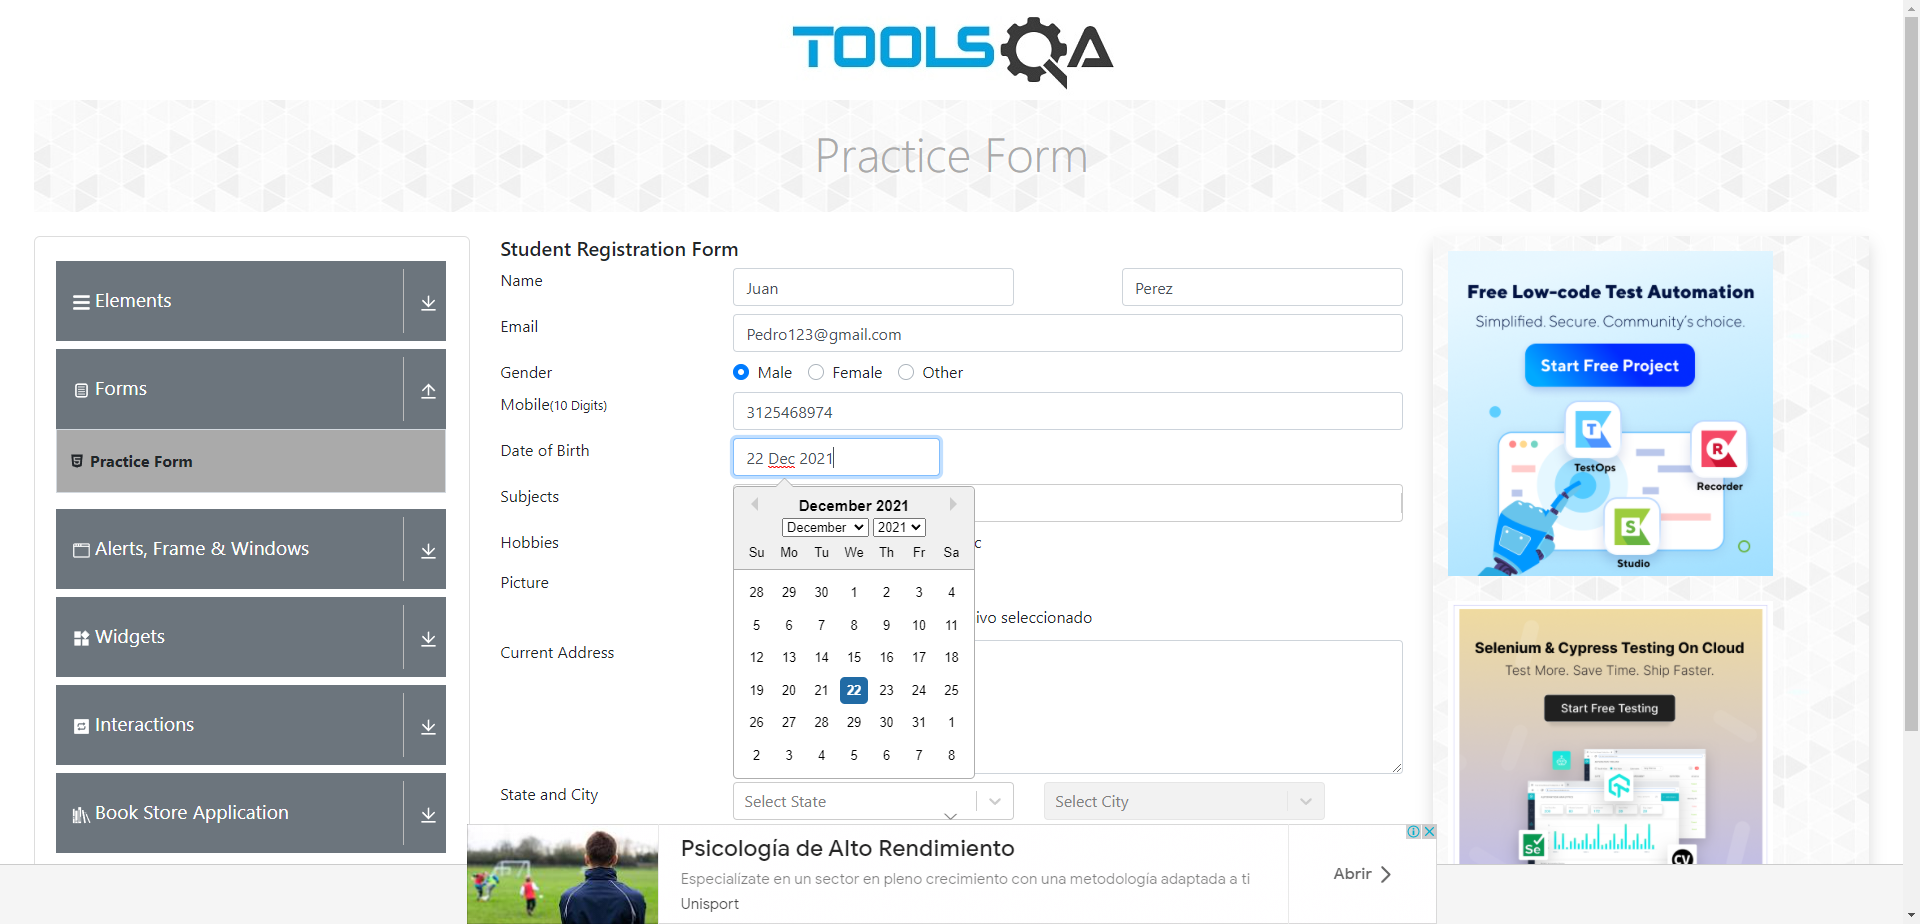 TOOLSQA
Practice Form
Elements
Forms
Practice Form
Alerts, Frame & Windows
Widgets
Interactions
Book Store Application
Student Registration Form
Name
Juan
Perez
Email
Pedro123@gmail.com
Gender
Male Female Other
Mobile(10 Digits)
3125468974
Date of Birth
22 Dec 2021
Subjects
December 2021
December 2021
Su Mo Tu We Th Fr Sa
28 29 30 1 2 3 4
5 6 7 8 9 10 11
12 13 14 15 16 17 18
19 20 21 22 23 24 25
26 27 28 29 30 31 1
2 3 4 5 6 7 8
Hobbies
c
Picture
ivo seleccionado
Current Address
State and City
Select State
Select City
Free Low-code Test Automation
Simplified. Secure. Community's choice.
Start Free Project
T
TestOps
R
Recorder
S
Studio
Selenium & Cypress Testing On Cloud
Test More. Save Time. Ship Faster.
Start Free Testing
Se
CV
Psicología de Alto Rendimiento
Especialízate en un sector en pleno crecimiento con una metodología adaptada a ti
Unisport
Abrir